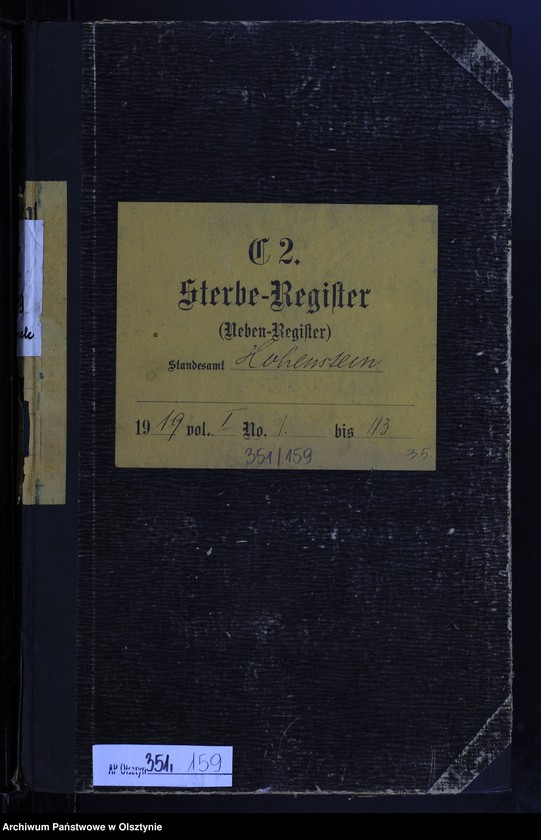 C 2.
Sterbe-Register
(Neben-Register)
Standesamt Hohenstein
1919 vol. I No. 1. bis 113
351/159
35
AP Olsztyn 351, 159
Archiwum Państwowe w Olsztynie